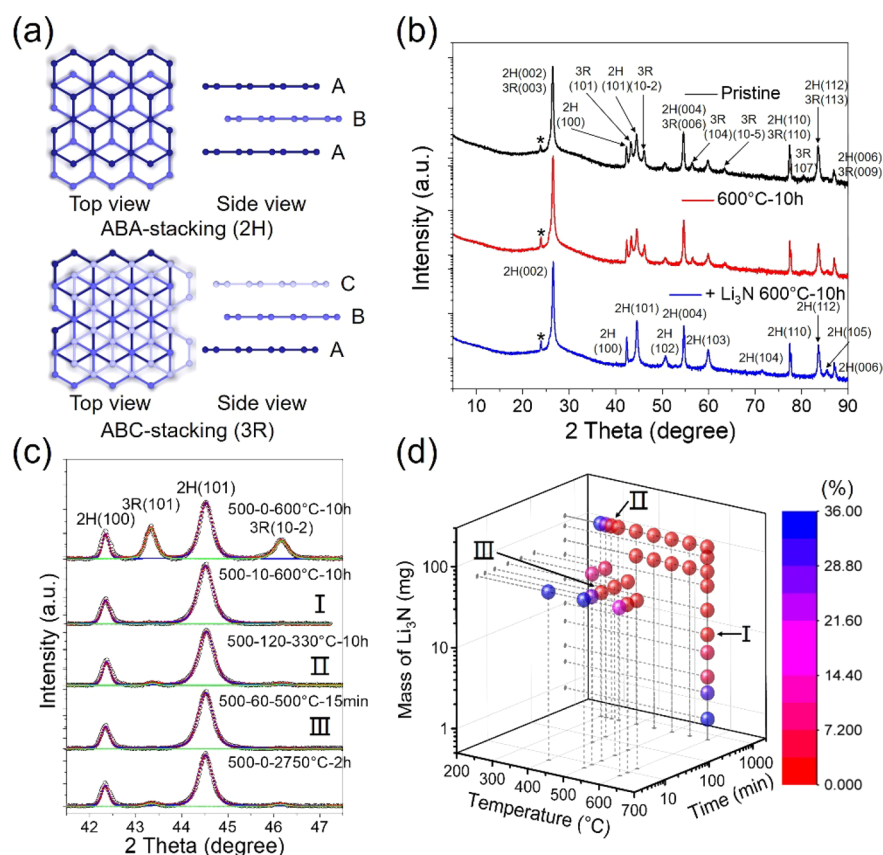 (a)
A
B
A
Top view
Side view
ABA-stacking (2H)
C
B
A
Top view
Side view
ABC-stacking (3R)
(b)
Intensity (a.u.)
2H(002)
3R(003)
2H
(100)
3R
(101)
2H
(101)
3R
(10-2)
Pristine
2H(004)
3R(006)
3R
(104)
3R
(10-5)
2H(110)
3R(110)
3R
107)
2H(112)
3R(113)
2H(006)
3R(009)
*
600°C-10h
*
2H(002)
+ Li₃N 600°C-10h
*
2H
(100)
2H(101)
2H
(102)
2H(004)
2H(103)
2H(104)
2H(110)
2H(112)
2H(105)
2H(006)
10 20 30 40 50 60 70 80 90
2 Theta (degree)
(c)
Intensity (a.u.)
2H(100)
3R(101)
2H(101)
500-0-600°C-10h
3R(10-2)
500-10-600°C-10h
I
500-120-330°C-10h
II
500-60-500°C-15min
III
500-0-2750°C-2h
42 43 44 45 46 47
2 Theta (degree)
(d)
Mass of Li₃N (mg)
100
10
1
II
III
I
200 300 400 500 600 700
Temperature (°C)
10 100 1000
Time (min)
(%)
36.00
28.80
21.60
14.40
7.200
0.000